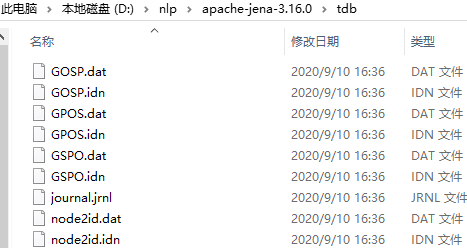 此电脑 › 本地磁盘 (D:) › nlp › apache-jena-3.16.0 › tdb
名称 修改日期 类型
GOSP.dat 2020/9/10 16:36 DAT 文件
GOSP.idn 2020/9/10 16:36 IDN 文件
GPOS.dat 2020/9/10 16:36 DAT 文件
GPOS.idn 2020/9/10 16:36 IDN 文件
GSPO.dat 2020/9/10 16:36 DAT 文件
GSPO.idn 2020/9/10 16:36 IDN 文件
journal.jrnl 2020/9/10 16:36 JRNL 文件
node2id.dat 2020/9/10 16:36 DAT 文件
node2id.idn 2020/9/10 16:36 IDN 文件